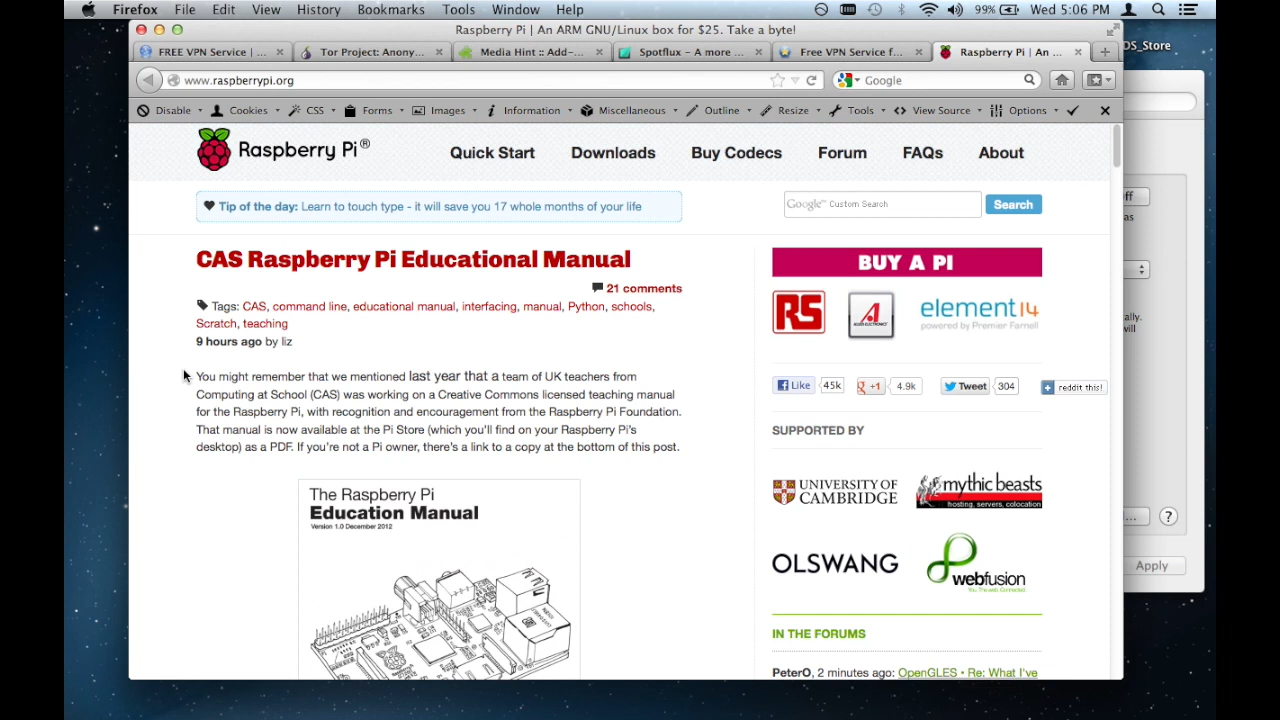 Firefox File Edit View History Bookmarks Tools Window Help 99% Wed 5:06 PM
Raspberry Pi | An ARM GNU/Linux box for $25. Take a byte!
FREE VPN Service | ... Tor Project: Anony... Media Hint :: Add-... Spotflux – A more ... Free VPN Service f... Raspberry Pi | An ...
DS_Store
www.raspberrypi.org Google
Disable Cookies CSS Forms Images Information Miscellaneous Outline Resize Tools View Source Options
Raspberry Pi® Quick Start Downloads Buy Codecs Forum FAQs About
Tip of the day: Learn to touch type - it will save you 17 whole months of your life
Google™ Custom Search Search
CAS Raspberry Pi Educational Manual
21 comments
Tags: CAS, command line, educational manual, interfacing, manual, Python, schools,
Scratch, teaching
9 hours ago by liz
You might remember that we mentioned last year that a team of UK teachers from
Computing at School (CAS) was working on a Creative Commons licensed teaching manual
for the Raspberry Pi, with recognition and encouragement from the Raspberry Pi Foundation.
That manual is now available at the Pi Store (which you'll find on your Raspberry Pi's
desktop) as a PDF. If you're not a Pi owner, there's a link to a copy at the bottom of this post.
The Raspberry Pi
Education Manual
Version 1.0 December 2012
BUY A PI
RS ALLIED ELECTRONICS element14
powered by Premier Farnell
Like 45k +1 4.9k Tweet 304 reddit this!
SUPPORTED BY
UNIVERSITY OF
CAMBRIDGE
mythic beasts
hosting, servers, colocation
OLSWANG webfusion
You. The web. Connected.
IN THE FORUMS
PeterO, 2 minutes ago: OpenGLES • Re: What I've
ff
as
ally.
will
...
?
Apply